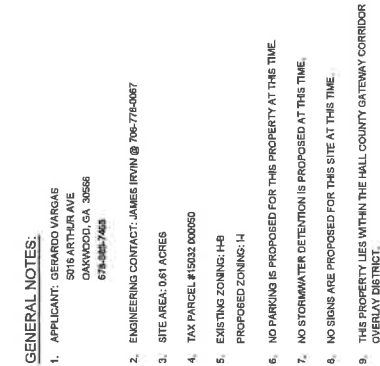 GENERAL NOTES:
1. APPLICANT: GERARDO VARGAS
5016 ARTHUR AVE
OAKWOOD, GA 30566
2. ENGINEERING CONTACT: JAMES IRVIN @ 706-778-0067
3. SITE AREA: 0.61 ACRES
4. TAX PARCEL #15032 000050
5. EXISTING ZONING: H-B
PROPOSED ZONING: I-I
6. NO PARKING IS PROPOSED FOR THIS PROPERTY AT THIS TIME.
7. NO STORMWATER DETENTION IS PROPOSED AT THIS TIME.
8. NO SIGNS ARE PROPOSED FOR THIS SITE AT THIS TIME.
9. THIS PROPERTY LIES WITHIN THE HALL COUNTY GATEWAY CORRIDOR
OVERLAY DISTRICT.